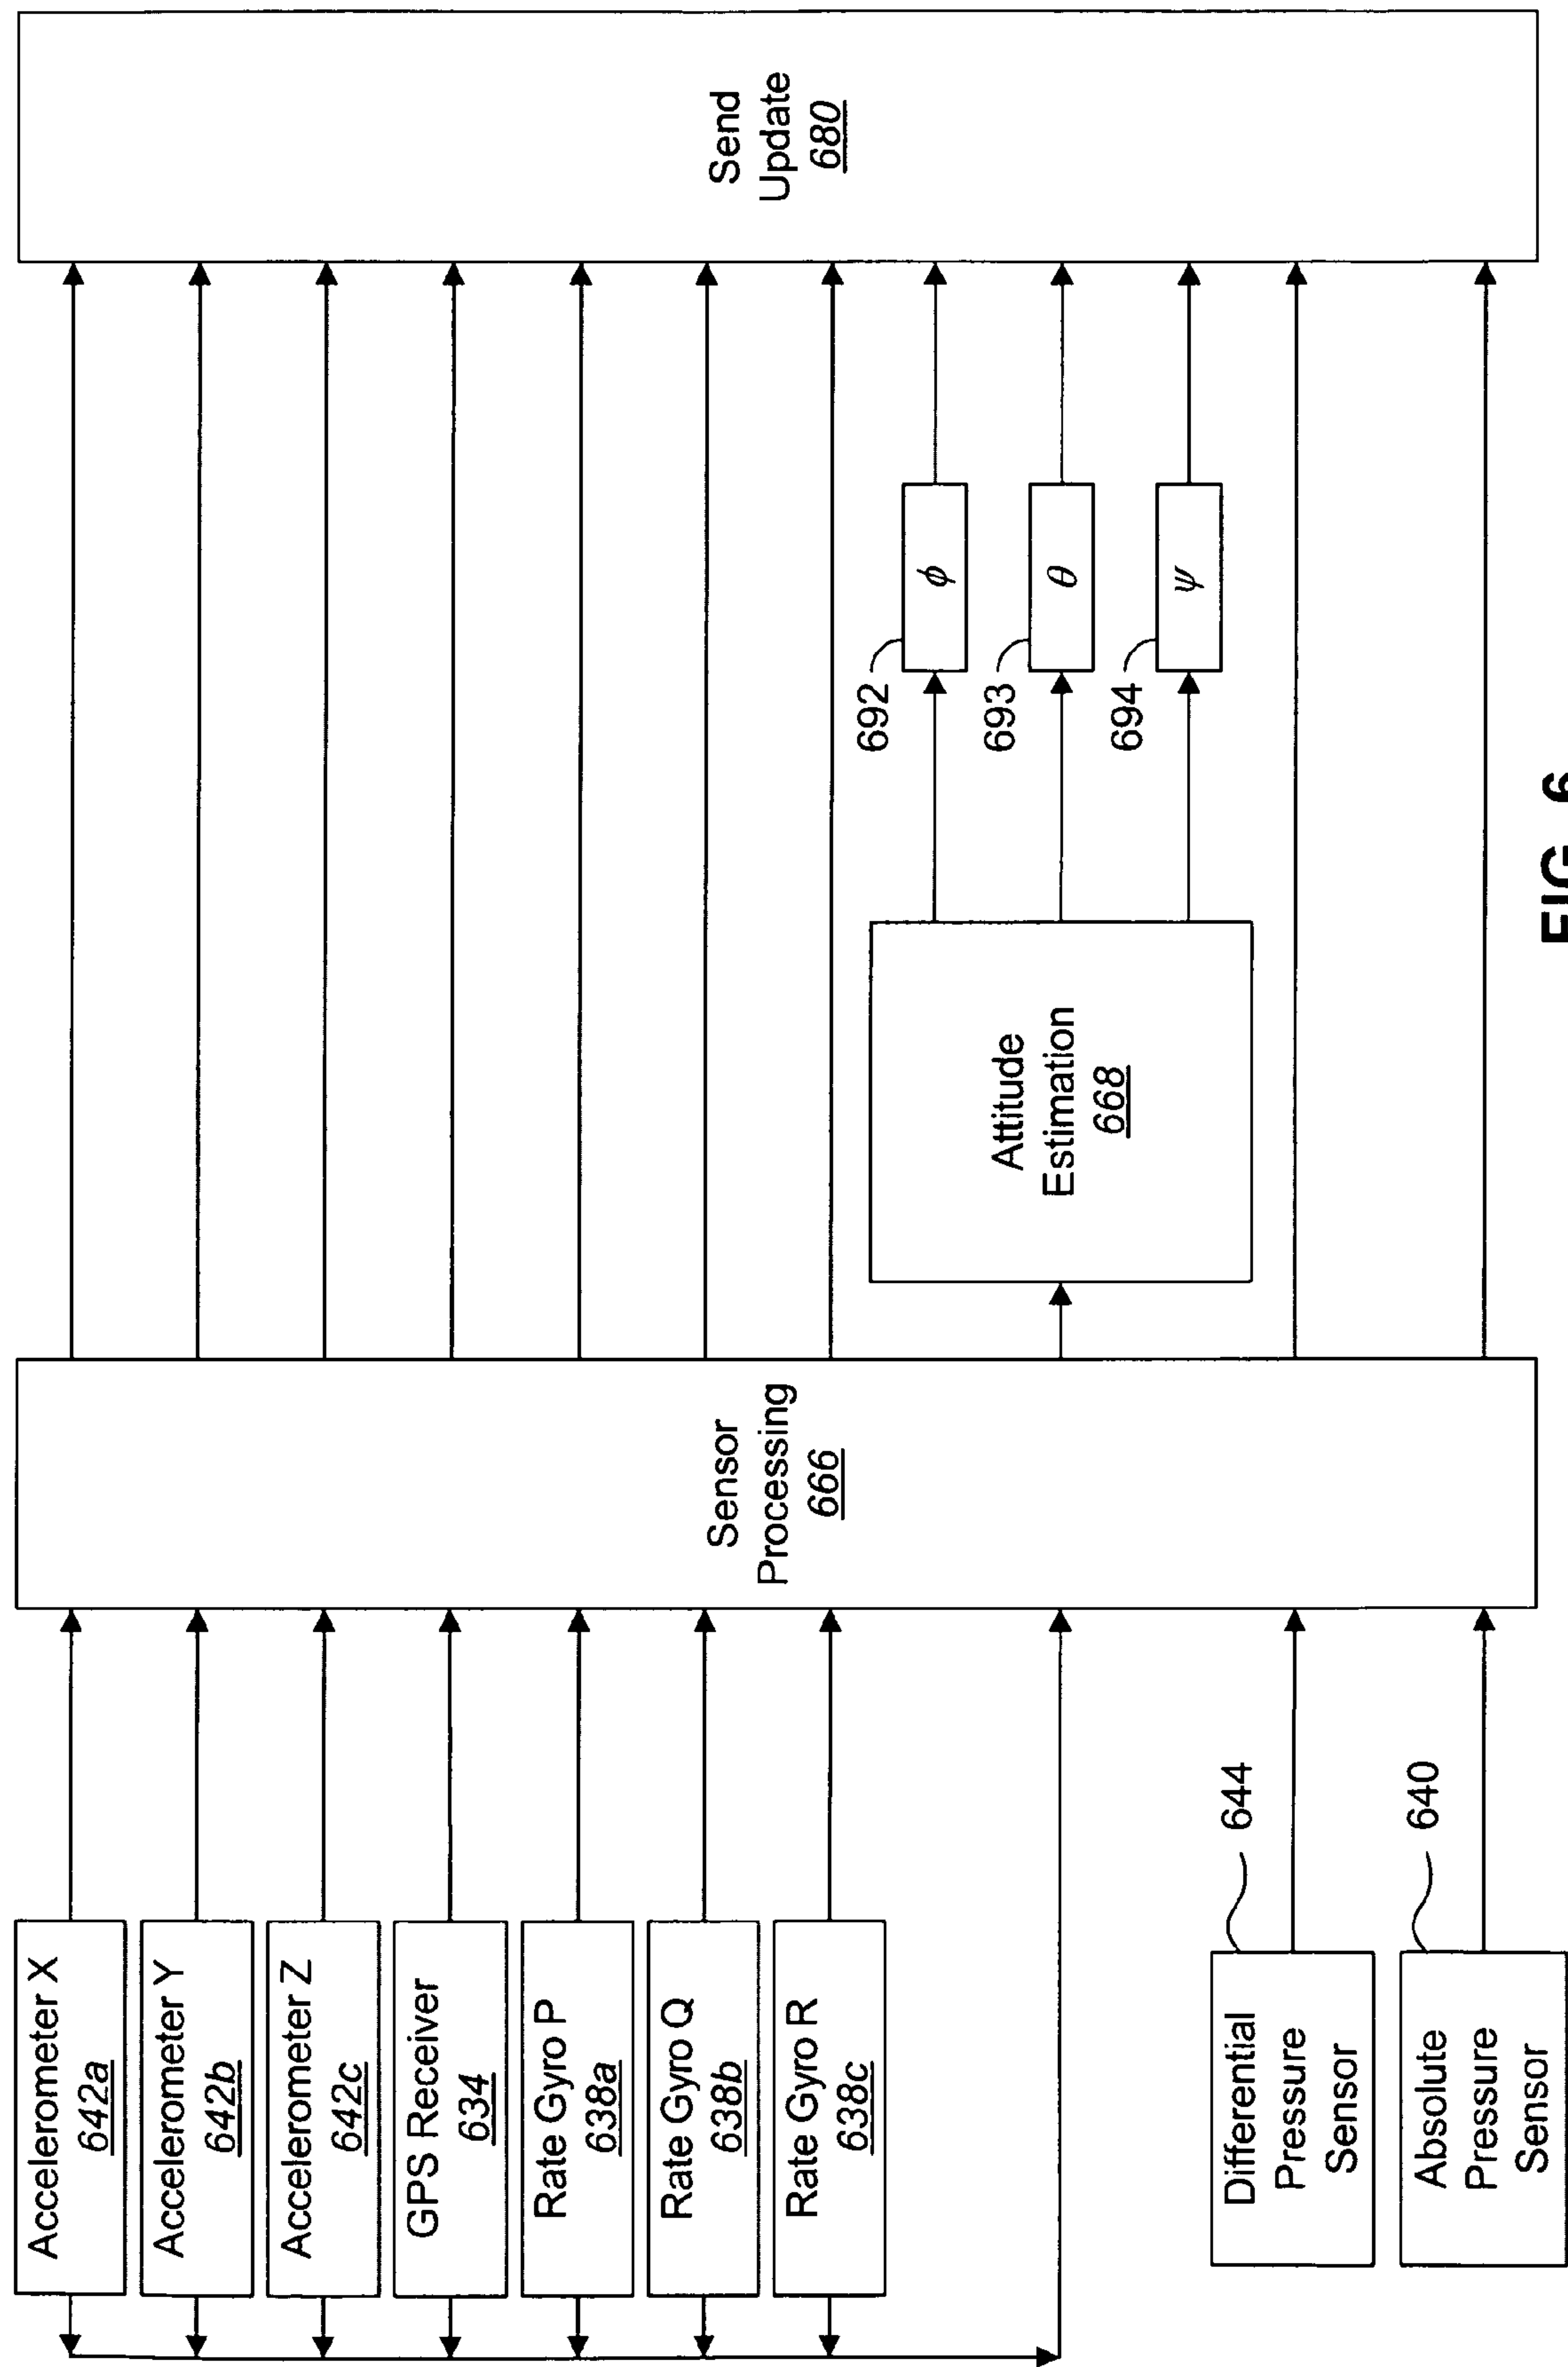 Accelerometer X
642a
Accelerometer Y
642b
Accelerometer Z
642c
GPS Receiver
634
Rate Gyro P
638a
Rate Gyro Q
638b
Rate Gyro R
638c
Differential
Pressure
Sensor
644
Absolute
Pressure
Sensor
640
Sensor
Processing
666
Attitude
Estimation
668
692
ϕ
693
θ
694
ψ
Send
Update
680
FIG. 6